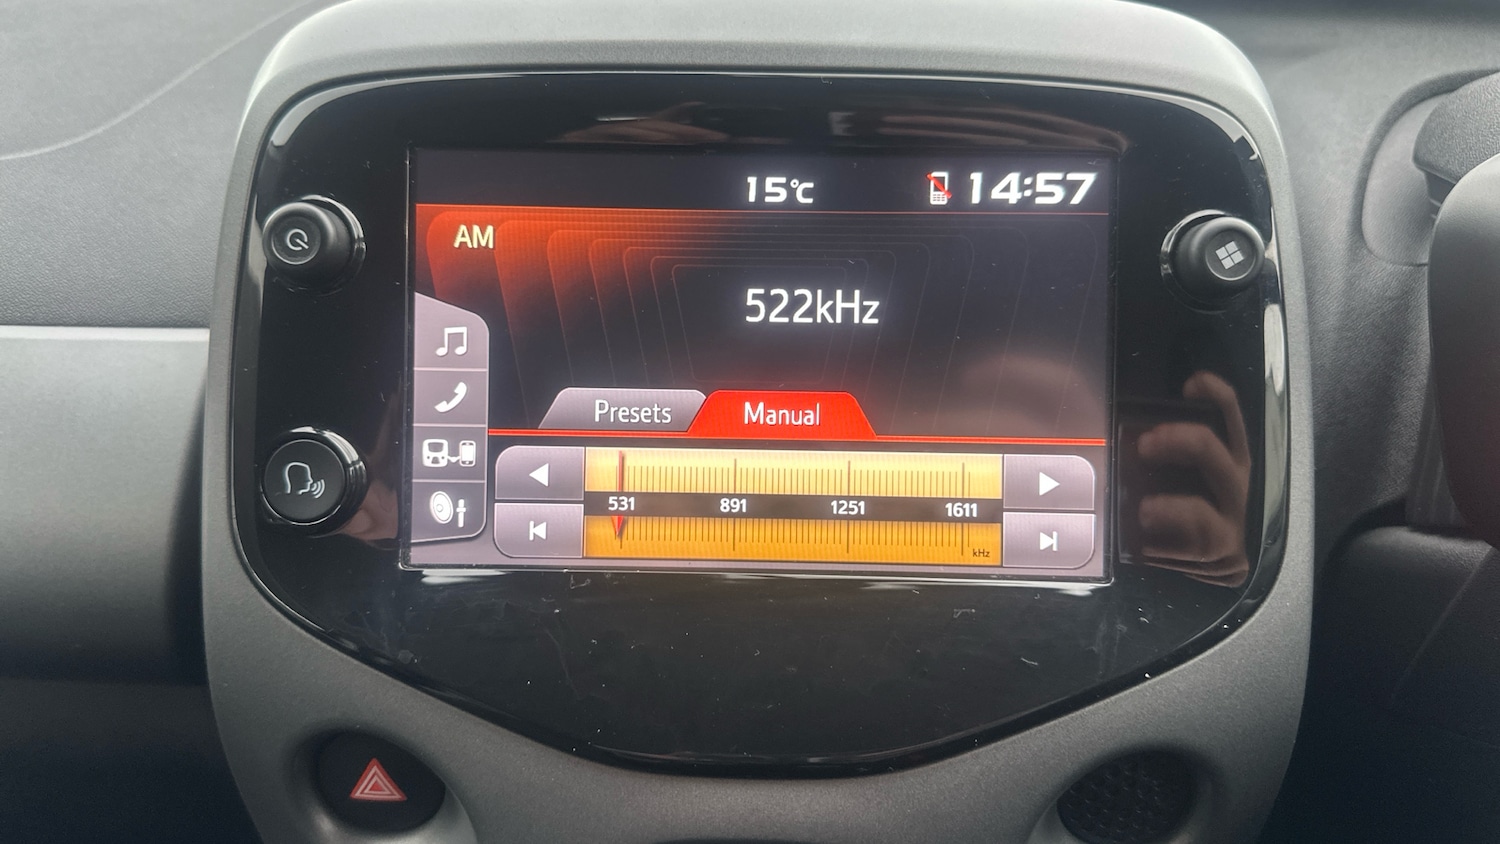 15°C 14:57
AM
522kHz
Presets Manual
531 891 1251 1611
kHz